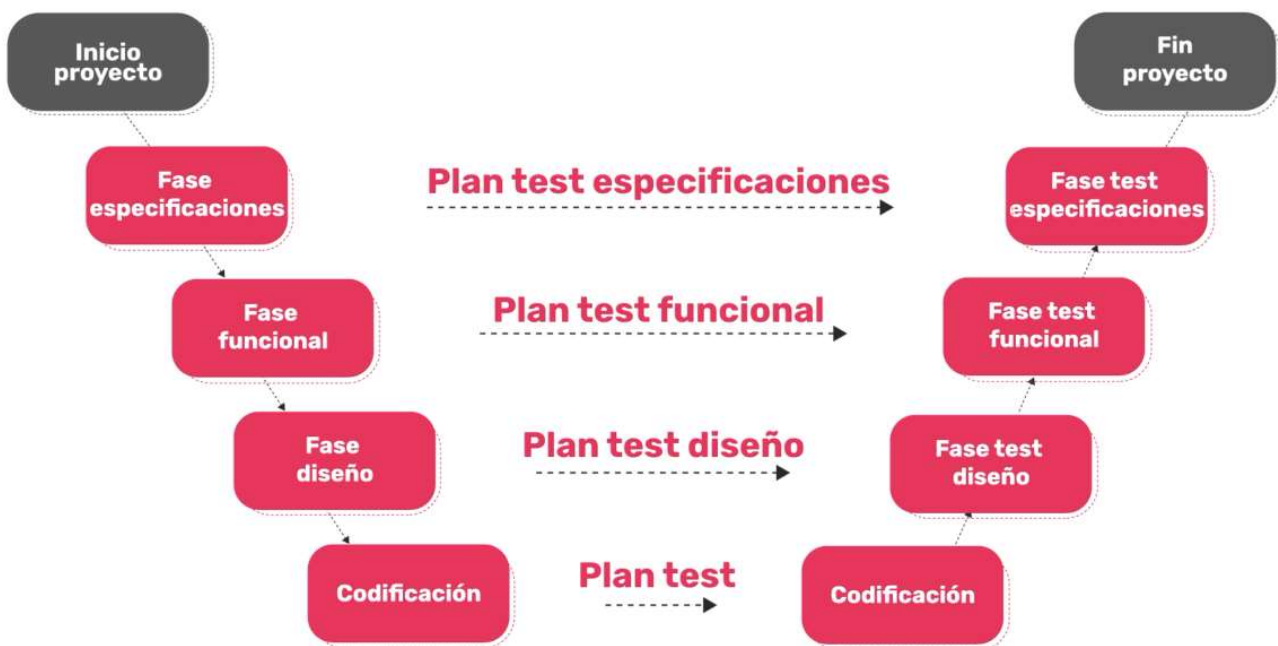 Inicio
proyecto
Fin
proyecto
Fase
especificaciones
Plan test especificaciones
Fase test
especificaciones
Fase
funcional
Plan test funcional
Fase test
funcional
Fase
diseño
Plan test diseño
Fase test
diseño
Codificación
Plan test
Codificación